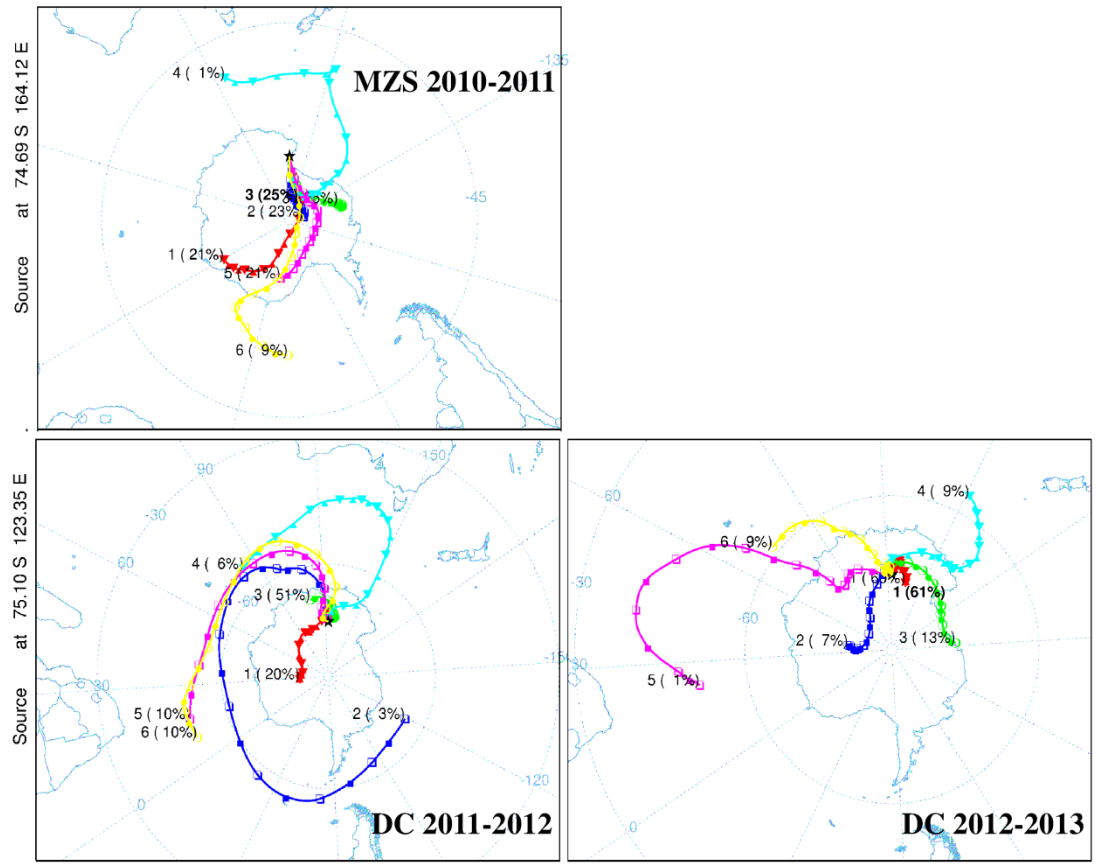 Source at 74.69 S 164.12 E
-135
4 ( 1%)
MZS 2010-2011
3 (25%)
2 ( 23%)
-45
1 ( 21%)
5 ( 21%)
6 ( 9%)
Source at 75.10 S 123.35 E
150
90
-30
60
4 ( 6%)
3 ( 51%)
-60
1 ( 20%)
2 ( 3%)
-15
30
5 ( 10%)
6 ( 10%)
0
-120
DC 2011-2012
60
4 ( 9%)
6 ( 9%)
-30
1 (61%)
-60
2 ( 7%)
3 ( 13%)
-30
5 ( 1%)
0
DC 2012-2013